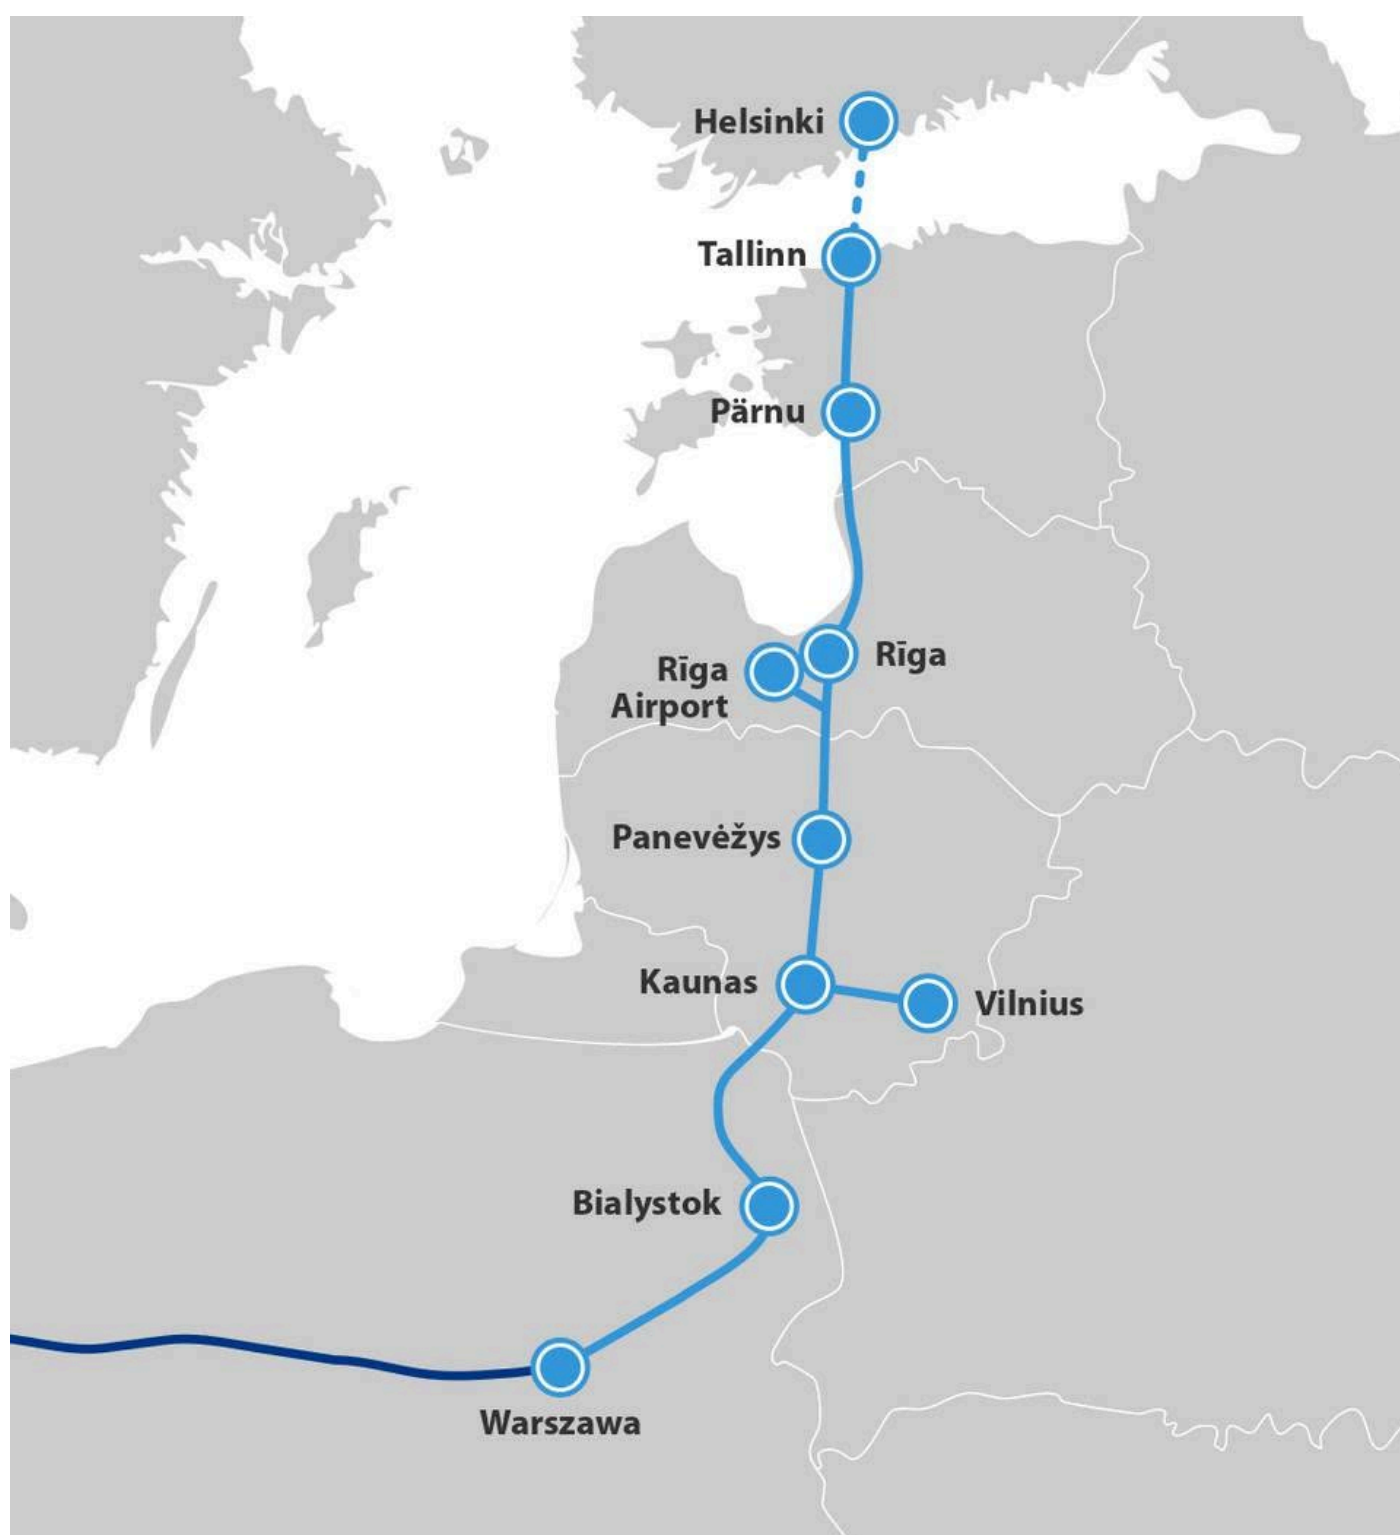 Helsinki
Tallinn
Pärnu
Rīga
Rīga
Airport
Panevėžys
Kaunas
Vilnius
Bialystok
Warszawa